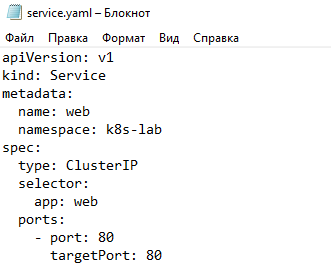 service.yaml – Блокнот
Файл Правка Формат Вид Справка
apiVersion: v1
kind: Service
metadata:
  name: web
  namespace: k8s-lab
spec:
  type: ClusterIP
  selector:
    app: web
  ports:
    - port: 80
      targetPort: 80